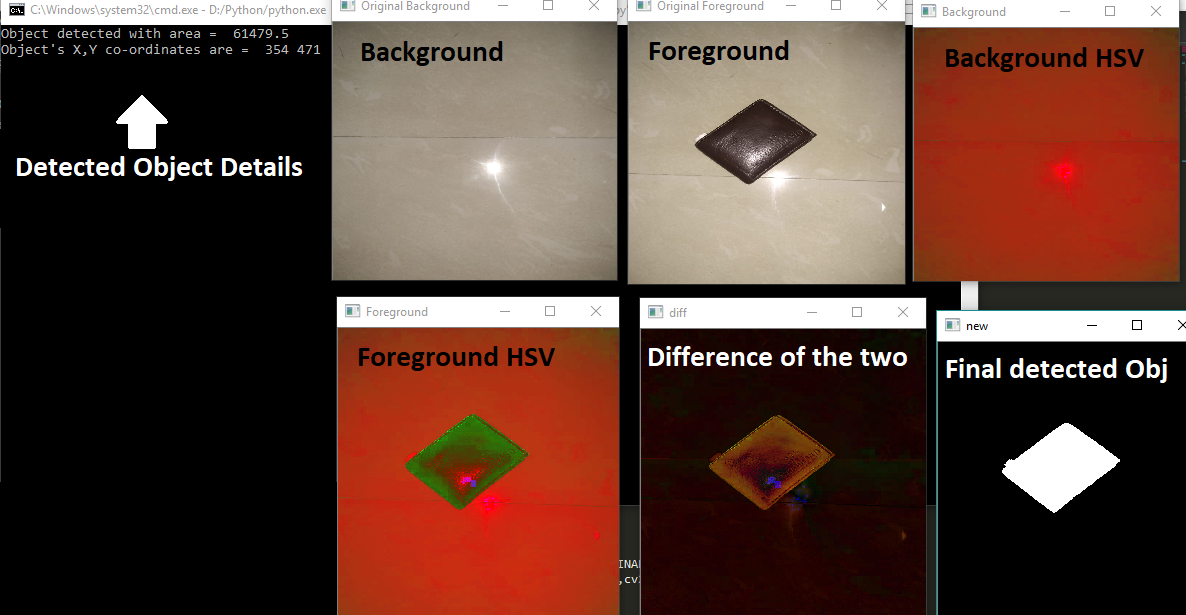 C:\Windows\system32\cmd.exe - D:/Python/python.exe
Object detected with area =  61479.5
Object's X,Y co-ordinates are =  354 471
Detected Object Details
Original Background
Background
Original Foreground
Foreground
Background
Background HSV
Foreground
Foreground HSV
diff
Difference of the two
new
Final detected Obj
,cv